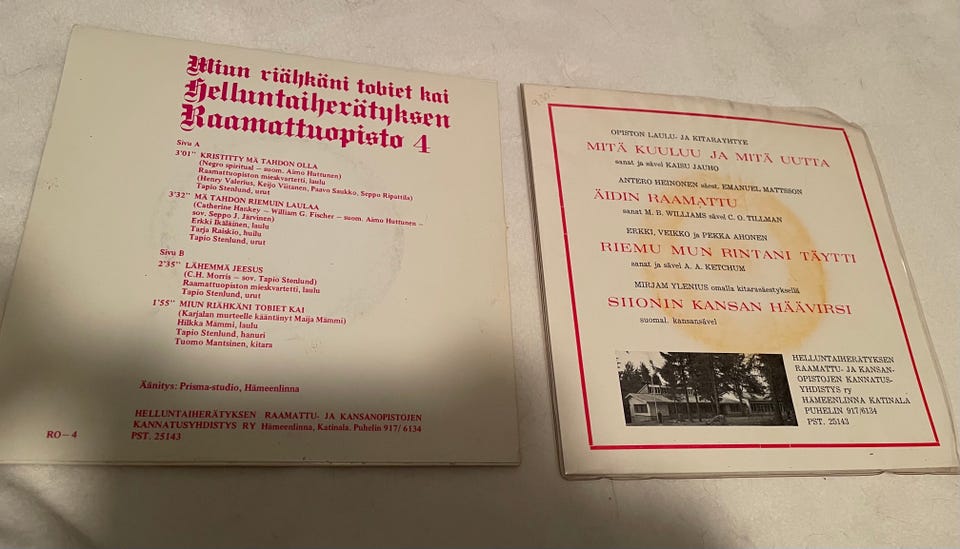 Miun riähkäni tobiet kai
Helluntaiherätyksen
Raamattuopisto 4
Sivu A
3'01" KRISTITTY MÄ TAHDON OLLA
(Negro spiritual – suom. Aimo Huttunen)
Raamattuopiston mieskvartetti, laulu
(Henry Valerius, Keijo Viitanen, Paavo Saukko, Seppo Ripattila)
Tapio Stenlund, urut
3'32" MÄ TAHDON RIEMUIN LAULAA
(Catherine Hankey – William G. Fischer – suom. Aimo Huttunen –
sov. Seppo J. Järvinen)
Erkki Ikäläinen, laulu
Tarja Raiskio, huilu
Tapio Stenlund, urut
Sivu B
2'35" LÄHEMMÄ JEESUS
(C.H. Morris – sov. Tapio Stenlund)
Raamattuopiston mieskvartetti, laulu
Tapio Stenlund, urut
1'55" MIUN RIÄHKÄNI TOBIET KAI
(Karjalan murteelle kääntänyt Maija Mämmi)
Hilkka Mämmi, laulu
Tapio Stenlund, hanuri
Tuomo Mantsinen, kitara
Äänitys: Prisma-studio, Hämeenlinna
HELLUNTAIHERÄTYKSEN RAAMATTU- JA KANSANOPISTOJEN
KANNATUSYHDISTYS RY Hämeenlinna, Katinala. Puhelin 917/ 6134
PST. 25143
RO – 4
OPISTON LAULU- JA KITARAYHTYE
MITÄ KUULUU JA MITÄ UUTTA
sanat ja sävel KAISU JAUHO
ANTERO HEINONEN säest. EMANUEL MATTSSON
ÄIDIN RAAMATTU
sanat M. B. WILLIAMS sävel C. O. TILLMAN
ERKKI, VEIKKO ja PEKKA AHONEN
RIEMU MUN RINTANI TÄYTTI
sanat ja sävel A. A. KETCHUM
MIRJAM YLENIUS omalla kitarasäestyksellä
SIIONIN KANSAN HÄÄVIRSI
suomal. kansansävel
HELLUNTAIHERÄTYKSEN
RAAMATTU- JA KANSAN-
OPISTOJEN KANNATUS-
YHDISTYS ry
HÄMEENLINNA KATINALA
PUHELIN 917/6134
PST. 25143